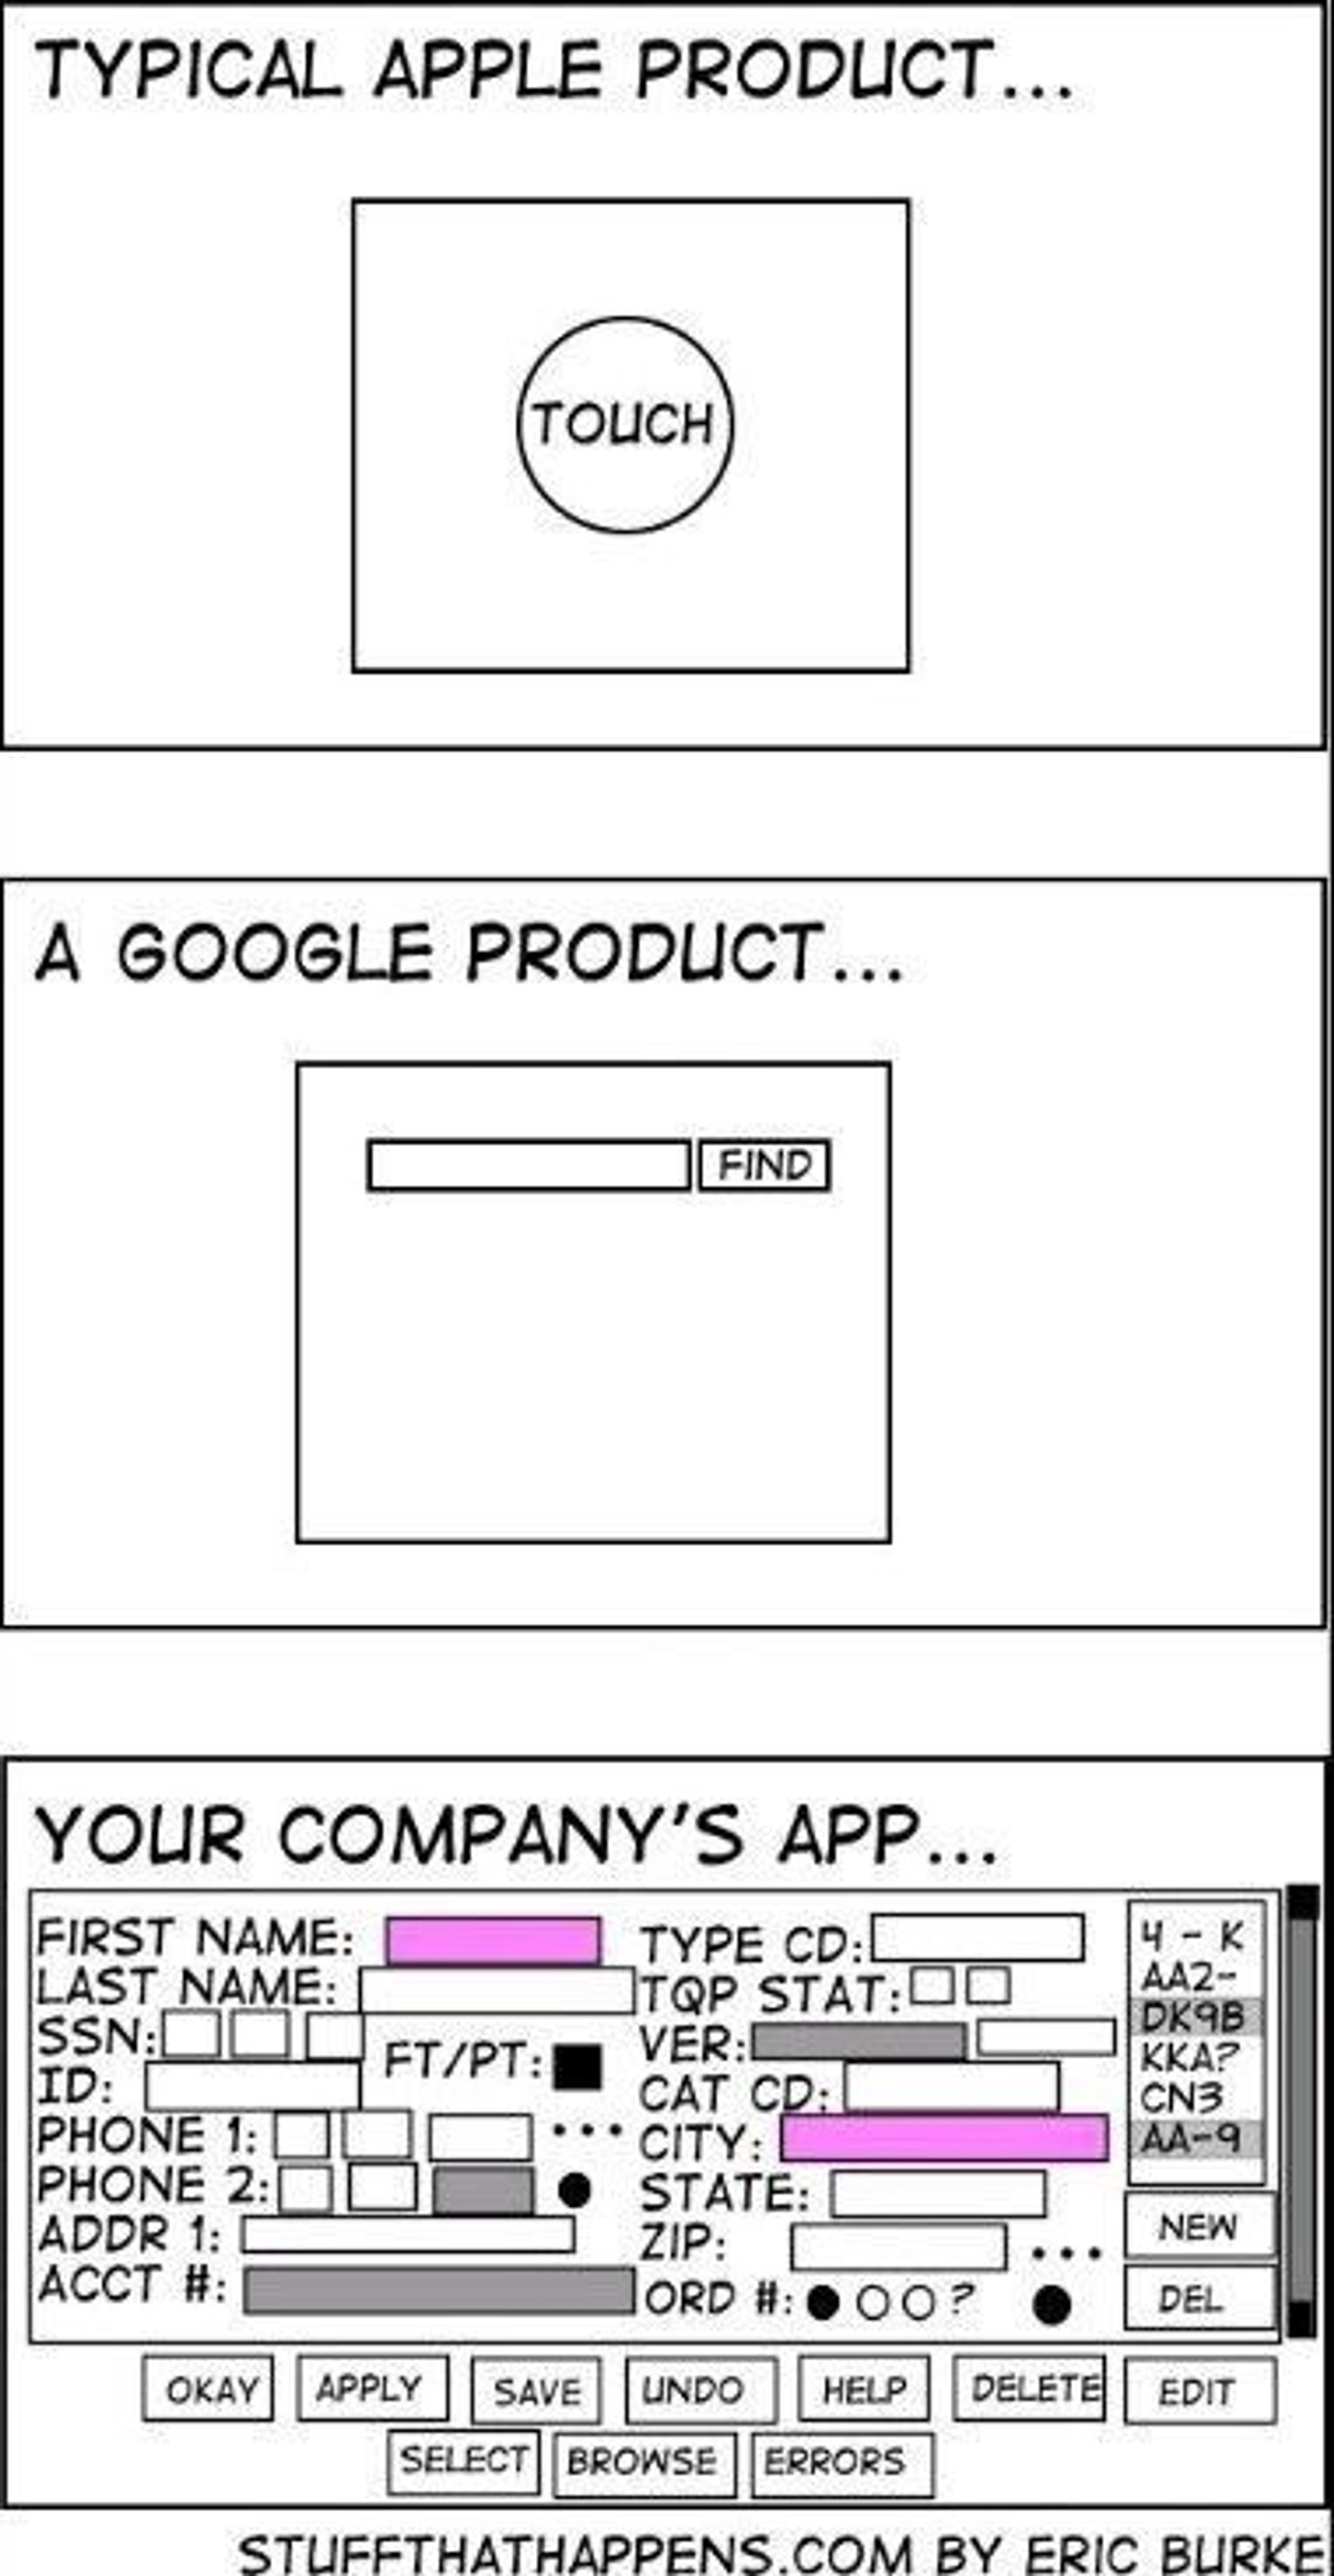 TYPICAL APPLE PRODUCT...
TOUCH
A GOOGLE PRODUCT...
FIND
YOUR COMPANY'S APP...
FIRST NAME:
LAST NAME:
SSN:
FT/PT:
ID:
PHONE 1: ...
PHONE 2:
ADDR 1:
ACCT #:
TYPE CD:
TQP STAT:
VER:
CAT CD:
CITY:
STATE:
ZIP: ...
ORD #: ?
4 - K
AA2-
DK9B
KKA?
CN3
AA-9
NEW
DEL
OKAY APPLY SAVE UNDO HELP DELETE EDIT
SELECT BROWSE ERRORS
STUFFTHATHAPPENS.COM BY ERIC BURKE